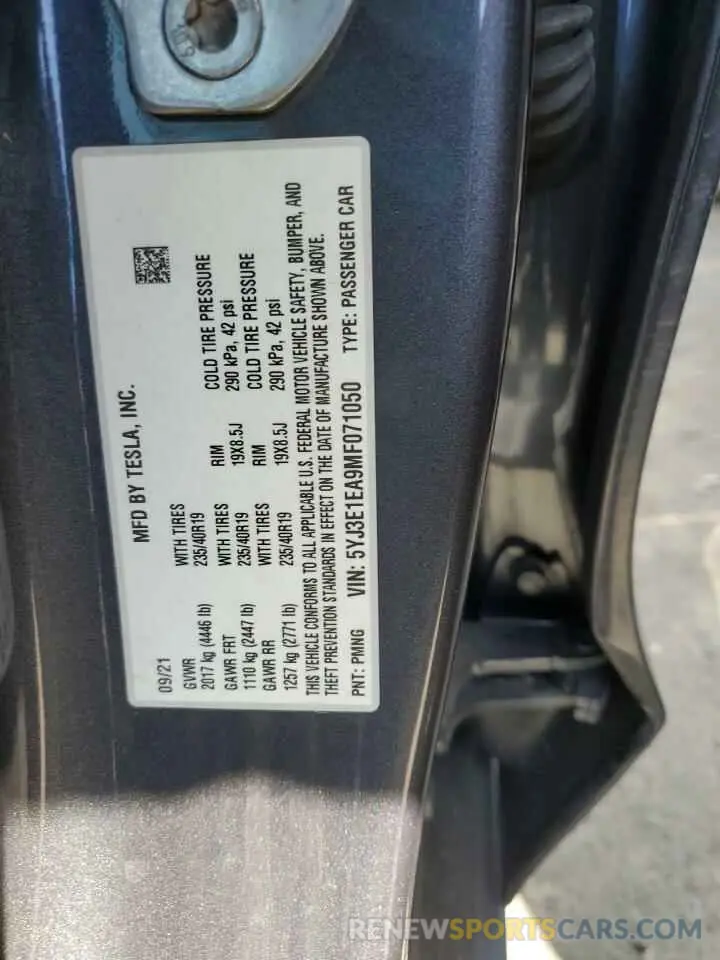 MFD BY TESLA, INC.
09/21
GVWR WITH TIRES COLD TIRE PRESSURE
2017 kg (4446 lb) 235/40R19 RIM 290 kPa, 42 psi
GAWR FRT WITH TIRES 19X8.5J COLD TIRE PRESSURE
1110 kg (2447 lb) 235/40R19 RIM 290 kPa, 42 psi
GAWR RR WITH TIRES 19X8.5J
1257 kg (2771 lb) 235/40R19
THIS VEHICLE CONFORMS TO ALL APPLICABLE U.S. FEDERAL MOTOR VEHICLE SAFETY, BUMPER, AND
THEFT PREVENTION STANDARDS IN EFFECT ON THE DATE OF MANUFACTURE SHOWN ABOVE.
PNT: PMNG VIN: 5YJ3E1EA9MF071050 TYPE: PASSENGER CAR
RENEWSPORTSCARS.COM